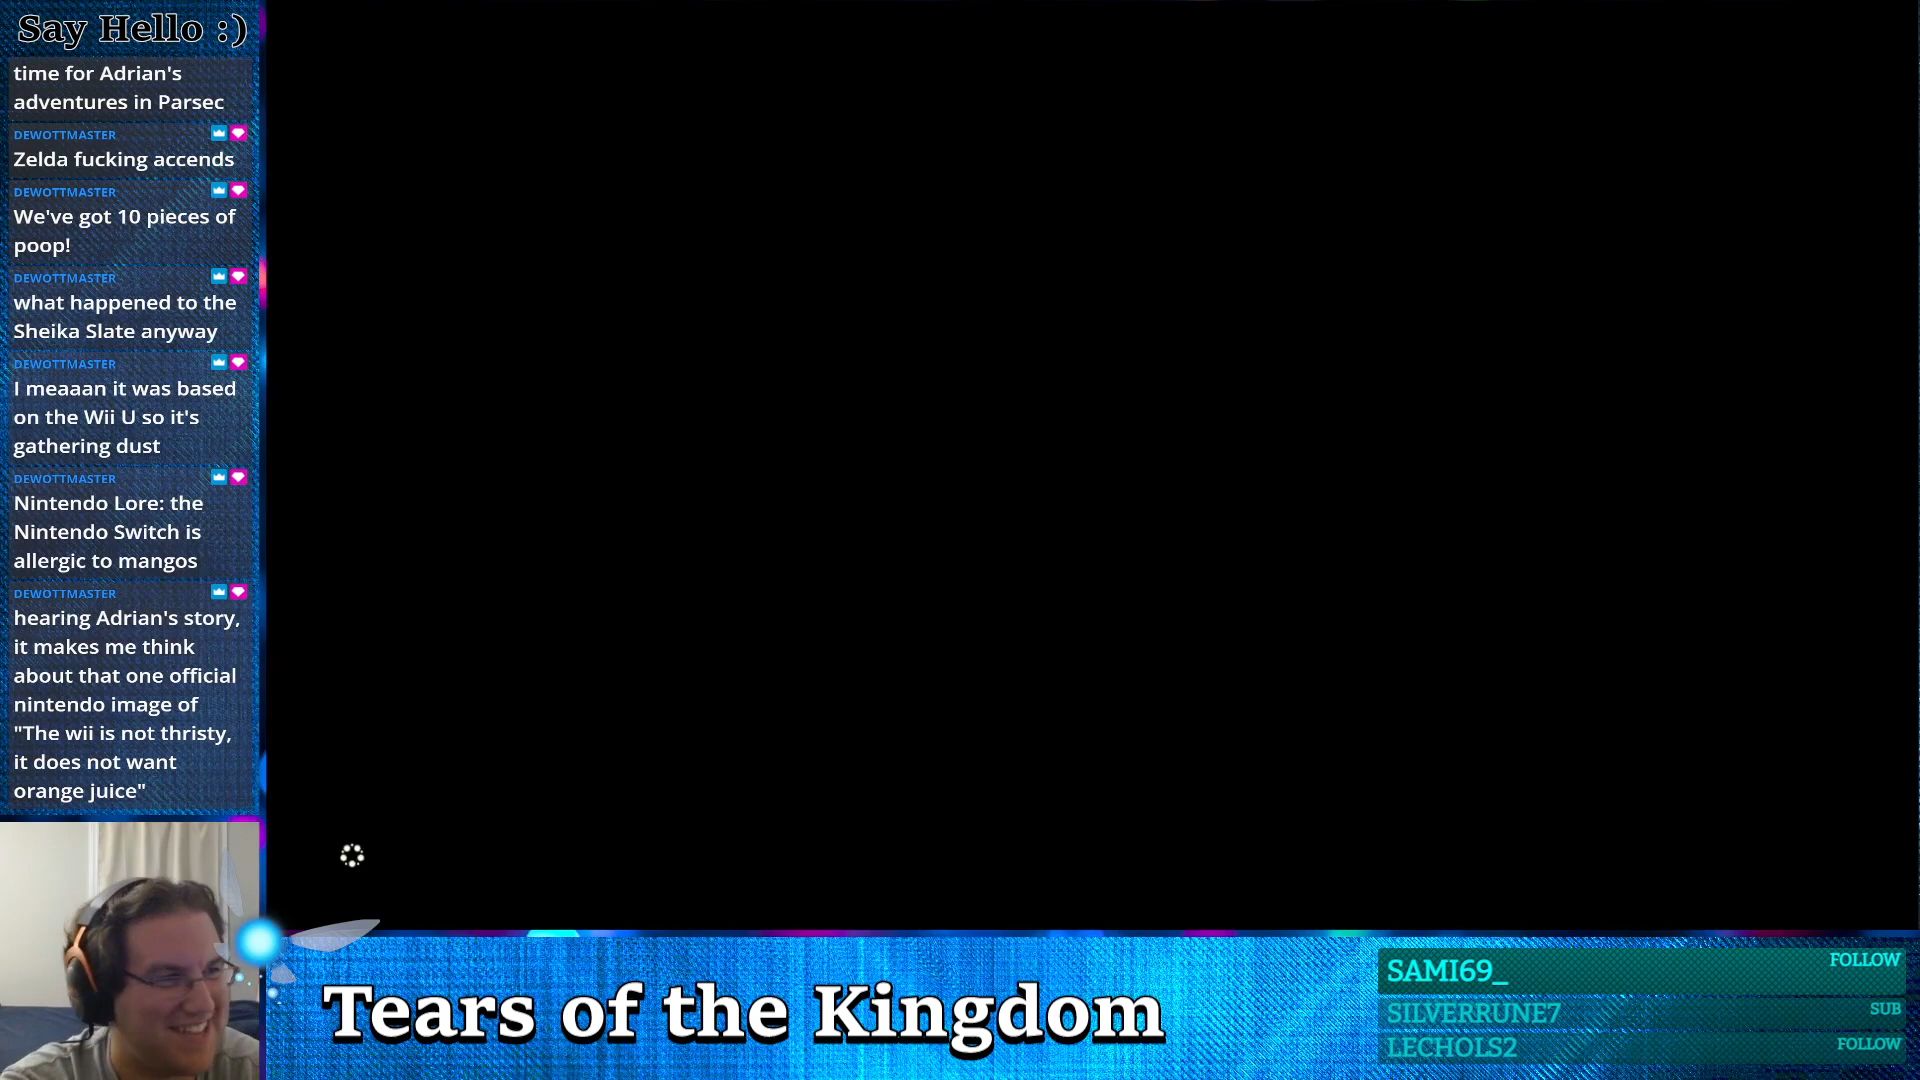 Say Hello :)
time for Adrian's
adventures in Parsec
DEWOTTMASTER
Zelda fucking accends
DEWOTTMASTER
We've got 10 pieces of
poop!
DEWOTTMASTER
what happened to the
Sheika Slate anyway
DEWOTTMASTER
I meaaan it was based
on the Wii U so it's
gathering dust
DEWOTTMASTER
Nintendo Lore: the
Nintendo Switch is
allergic to mangos
DEWOTTMASTER
hearing Adrian's story,
it makes me think
about that one official
nintendo image of
"The wii is not thristy,
it does not want
orange juice"
Tears of the Kingdom
SAMI69_ FOLLOW
SILVERRUNE7 SUB
LECHOLS2 FOLLOW